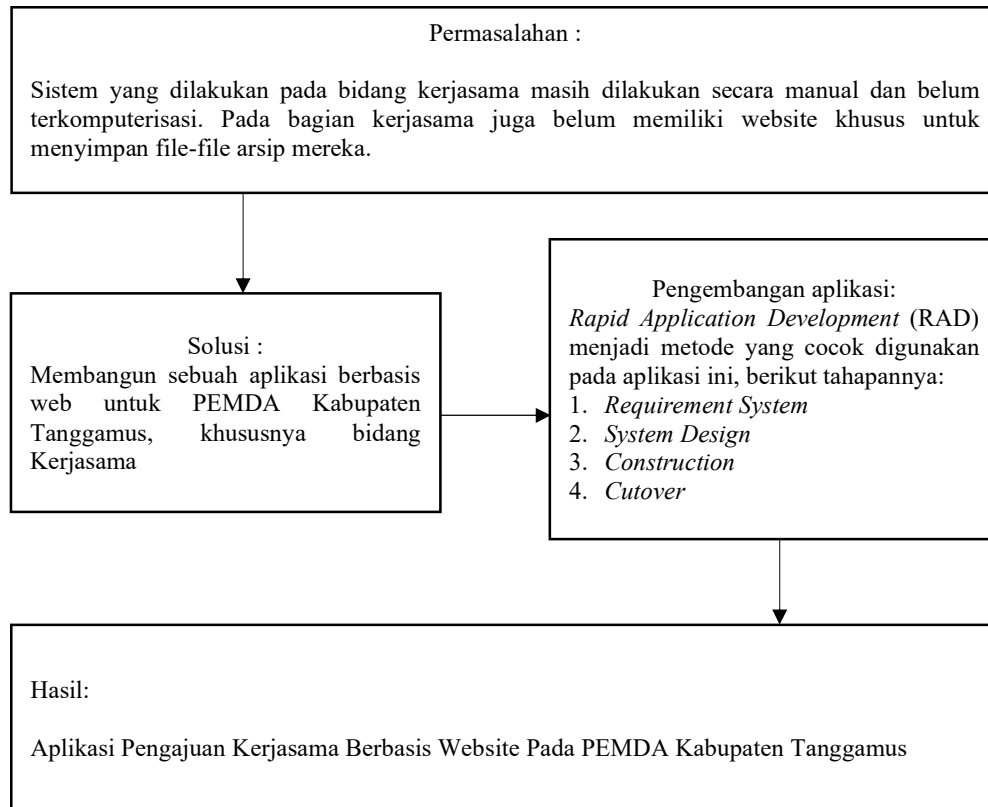 Permasalahan :
Sistem yang dilakukan pada bidang kerjasama masih dilakukan secara manual dan belum
terkomputerisasi. Pada bagian kerjasama juga belum memiliki website khusus untuk
menyimpan file-file arsip mereka.
Solusi :
Membangun sebuah aplikasi berbasis
web untuk PEMDA Kabupaten
Tanggamus, khususnya bidang
Kerjasama
Pengembangan aplikasi:
Rapid Application Development (RAD)
menjadi metode yang cocok digunakan
pada aplikasi ini, berikut tahapannya:
1. Requirement System
2. System Design
3. Construction
4. Cutover
Hasil:
Aplikasi Pengajuan Kerjasama Berbasis Website Pada PEMDA Kabupaten Tanggamus